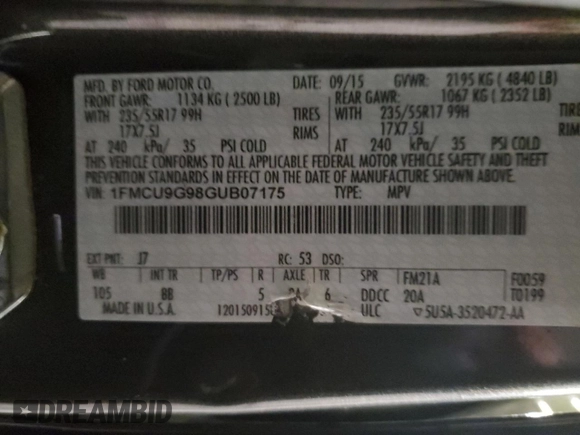 MFD. BY FORD MOTOR CO. DATE: 09/15 GVWR: 2195 KG (4840 LB)
FRONT GAWR: 1134 KG (2500 LB) REAR GAWR: 1067 KG (2352 LB)
WITH 235/55R17 99H TIRES WITH 235/55R17 99H TIRES
17X7.5J RIMS 17X7.5J RIMS
AT 240 kPa/ 35 PSI COLD AT 240 kPa/ 35 PSI COLD
THIS VEHICLE CONFORMS TO ALL APPLICABLE FEDERAL MOTOR VEHICLE SAFETY AND THEFT
PREVENTION STANDARDS IN EFFECT ON THE DATE OF MANUFACTURE SHOWN ABOVE.
VIN: 1FMCU9G98GUB07175 TYPE: MPV
EXT PNT: J7 RC: 53 DSO:
WB INT TR TP/PS R AXLE TR SPR FM21A F0059
105 BB 5 6 DDCC 20A T0199
MADE IN U.S.A. ULC 5U5A-3520472-AA
DREAMBID